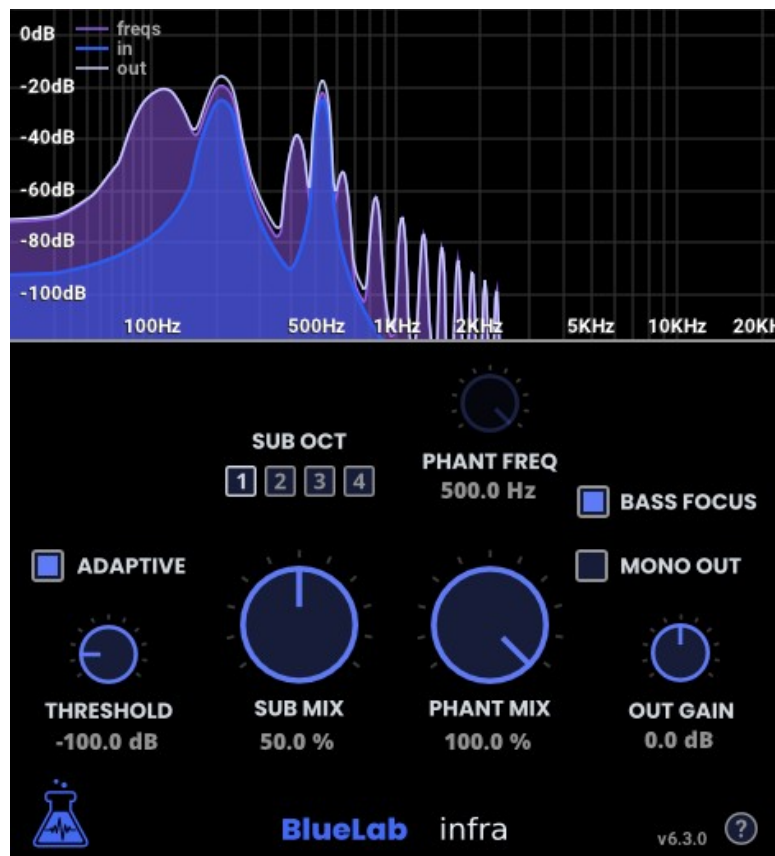 0dB
freqs
in
out
-20dB
-40dB
-60dB
-80dB
-100dB
100Hz 500Hz 1KHz 2KHz 5KHz 10KHz 20KH
SUB OCT
1 2 3 4
PHANT FREQ
500.0 Hz
BASS FOCUS
ADAPTIVE
MONO OUT
THRESHOLD
-100.0 dB
SUB MIX
50.0 %
PHANT MIX
100.0 %
OUT GAIN
0.0 dB
BlueLab infra
v6.3.0 ?